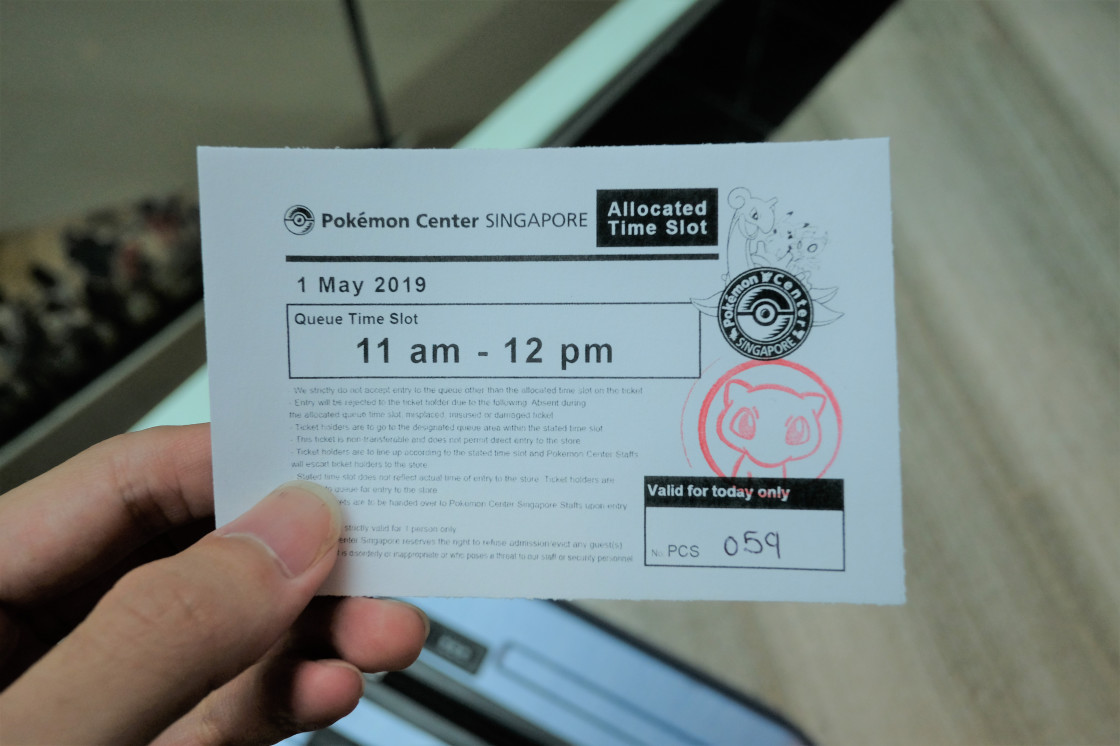 Pokémon Center SINGAPORE
Allocated
Time Slot
1 May 2019
Queue Time Slot
11 am - 12 pm
Pokémon Center
SINGAPORE
- We strictly do not accept entry to the queue other than the allocated time slot on the ticket
- Entry will be rejected to the ticket holder due to the following: Absent during
the allocated queue time slot, misplaced, misused or damaged ticket
- Ticket holders are to go to the designated queue area within the stated time slot
- This ticket is non-transferable and does not permit direct entry to the store
- Ticket holders are to line up according to the stated time slot and Pokemon Center Staffs
will escort ticket holders to the store
- Stated time slot does not reflect actual time of entry to the store. Ticket holders are
queue for entry to the store
are to be handed over to Pokemon Center Singapore Staffs upon entry
strictly valid for 1 person only
Singapore reserves the right to refuse admission/evict any guest(s)
is disorderly or inappropriate or who poses a threat to our staff or security personnel
Valid for today only
No. PCS 059